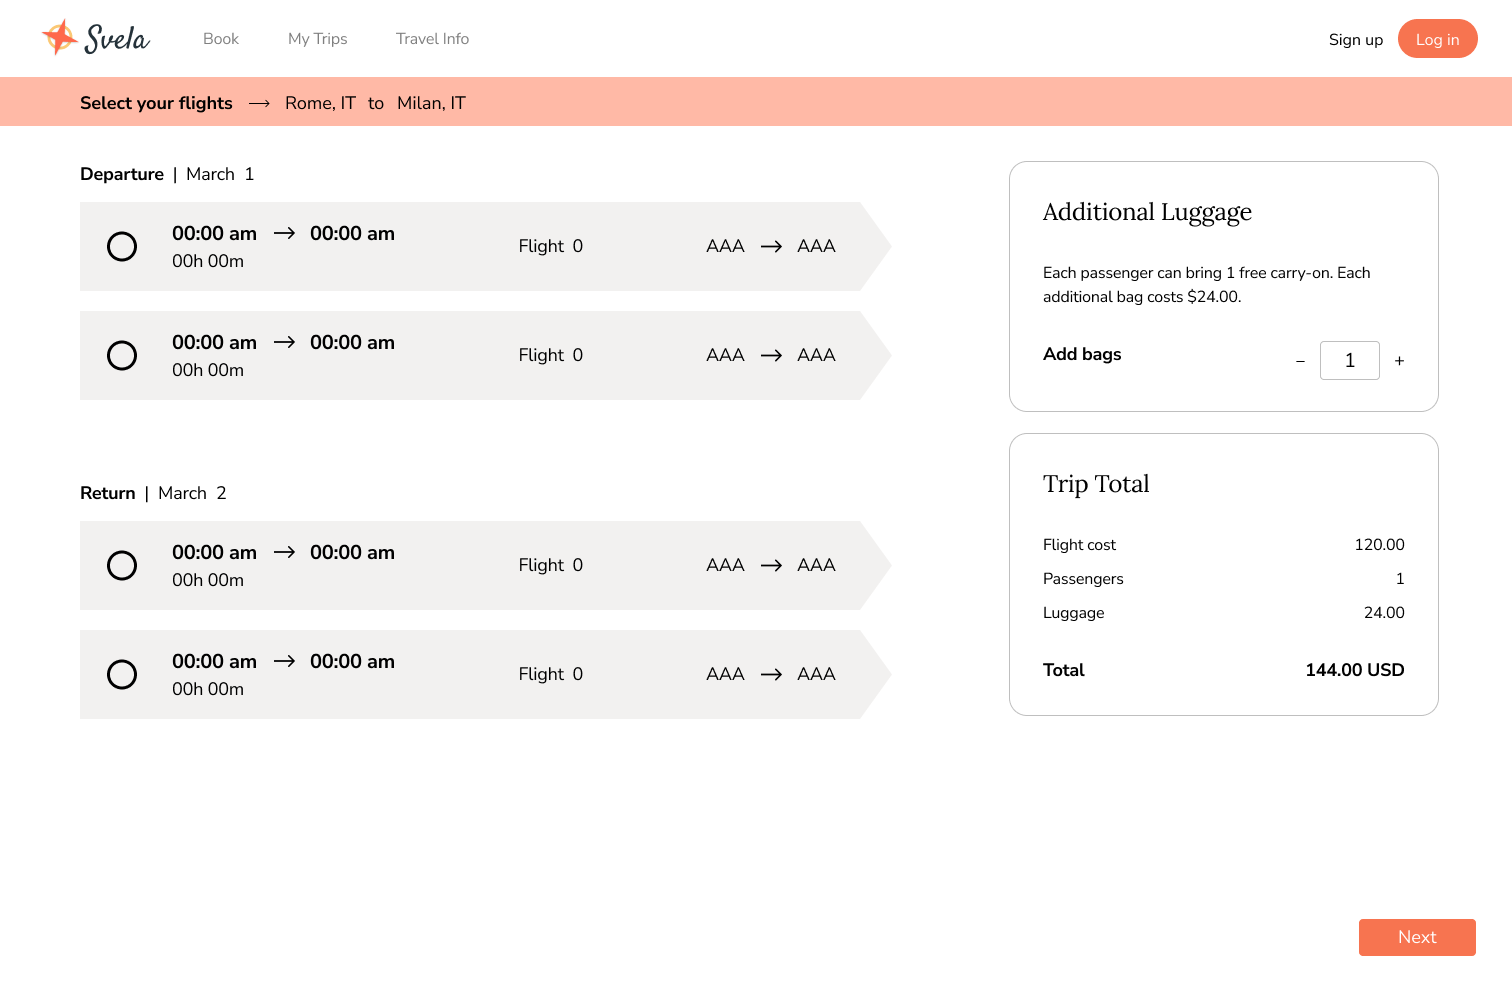 Svela
Book My Trips Travel Info
Sign up Log in
Select your flights → Rome, IT to Milan, IT
Departure | March 1
00:00 am → 00:00 am
00h 00m
Flight 0
AAA → AAA
00:00 am → 00:00 am
00h 00m
Flight 0
AAA → AAA
Return | March 2
00:00 am → 00:00 am
00h 00m
Flight 0
AAA → AAA
00:00 am → 00:00 am
00h 00m
Flight 0
AAA → AAA
Additional Luggage
Each passenger can bring 1 free carry-on. Each
additional bag costs $24.00.
Add bags – 1 +
Trip Total
Flight cost 120.00
Passengers 1
Luggage 24.00
Total 144.00 USD
Next